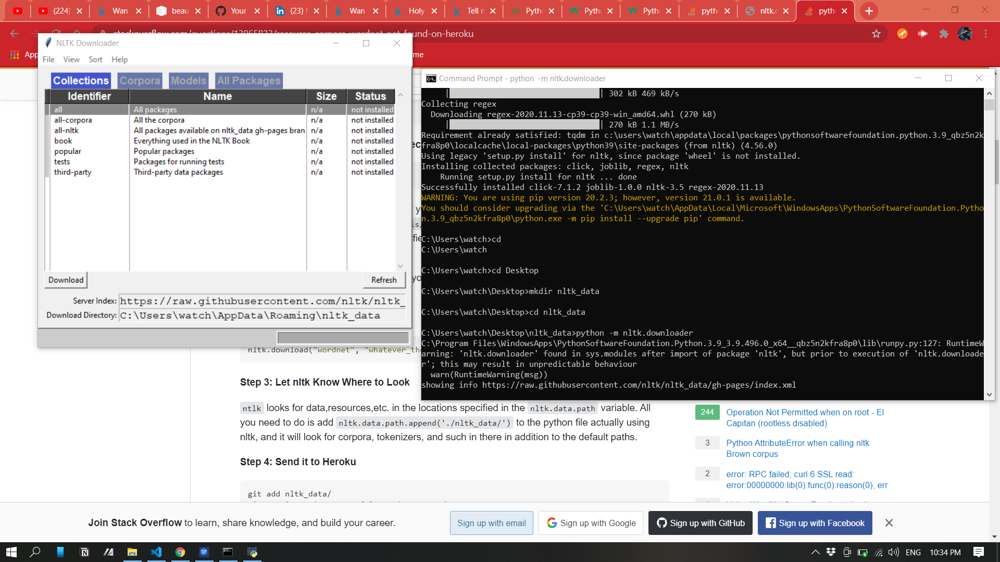 (224)
Wan
beau
Your
(23)
Wan
Holy
Tell
Pyth
Pyth
Pyth
pyth
nltk.
pyth
stackoverflow.com/questions/13965823/resource-corpora-wordnet-not-found-on-heroku
App
me
NLTK Downloader
File View Sort Help
Collections Corpora Models All Packages
Identifier Name Size Status
all All packages n/a not installed
all-corpora All the corpora n/a not installed
all-nltk All packages available on nltk_data gh-pages bran n/a not installed
book Everything used in the NLTK Book n/a not installed
popular Popular packages n/a not installed
tests Packages for running tests n/a not installed
third-party Third-party data packages n/a not installed
Download Refresh
Server Index: https://raw.githubusercontent.com/nltk/nltk_
Download Directory: C:\Users\watch\AppData\Roaming\nltk_data
Command Prompt - python -m nltk.downloader
| | 302 kB 469 kB/s
Collecting regex
Downloading regex-2020.11.13-cp39-cp39-win_amd64.whl (270 kB)
| | 270 kB 1.1 MB/s
Requirement already satisfied: tqdm in c:\users\watch\appdata\local\packages\pythonsoftwarefoundation.python.3.9_qbz5n2k
fra8p0\localcache\local-packages\python39\site-packages (from nltk) (4.56.0)
Using legacy 'setup.py install' for nltk, since package 'wheel' is not installed.
Installing collected packages: click, joblib, regex, nltk
Running setup.py install for nltk ... done
Successfully installed click-7.1.2 joblib-1.0.0 nltk-3.5 regex-2020.11.13
WARNING: You are using pip version 20.2.3; however, version 21.0.1 is available.
You should consider upgrading via the 'C:\Users\watch\AppData\Local\Microsoft\WindowsApps\PythonSoftwareFoundation.Pytho
n.3.9_qbz5n2kfra8p0\python.exe -m pip install --upgrade pip' command.
C:\Users\watch>cd
C:\Users\watch
C:\Users\watch>cd Desktop
C:\Users\watch\Desktop>mkdir nltk_data
C:\Users\watch\Desktop>cd nltk_data
C:\Users\watch\Desktop\nltk_data>python -m nltk.downloader
C:\Program Files\WindowsApps\PythonSoftwareFoundation.Python.3.9_3.9.496.0_x64__qbz5n2kfra8p0\lib\runpy.py:127: RuntimeW
arning: 'nltk.downloader' found in sys.modules after import of package 'nltk', but prior to execution of 'nltk.downloade
r'; this may result in unpredictable behaviour
warn(RuntimeWarning(msg))
showing info https://raw.githubusercontent.com/nltk/nltk_data/gh-pages/index.xml
nltk.download("wordnet", "whatever_the
Step 3: Let nltk Know Where to Look
ntlk looks for data,resources,etc. in the locations specified in the nltk.data.path variable. All
you need to do is add nltk.data.path.append('./nltk_data/') to the python file actually using
nltk, and it will look for corpora, tokenizers, and such in there in addition to the default paths.
Step 4: Send it to Heroku
git add nltk_data/
244 Operation Not Permitted when on root - El
Capitan (rootless disabled)
3 Python AttributeError when calling nltk
Brown corpus
2 error: RPC failed; curl 6 SSL read:
error:00000000:lib(0):func(0):reason(0), err
Join Stack Overflow to learn, share knowledge, and build your career.
Sign up with email
Sign up with Google
Sign up with GitHub
Sign up with Facebook
ENG 10:34 PM